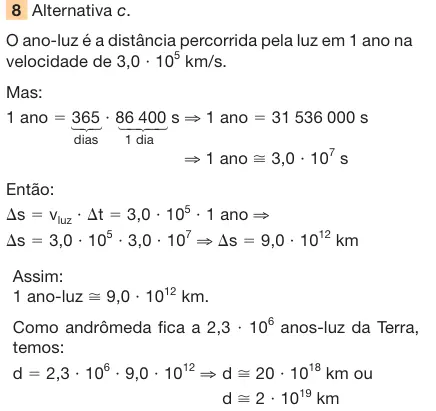 8 Alternativa c.
O ano-luz é a distância percorrida pela luz em 1 ano na
velocidade de 3,0 · 10⁵ km/s.
Mas:
1 ano = 365 · 86 400 s ⇒ 1 ano = 31 536 000 s
dias 1 dia
⇒ 1 ano ≅ 3,0 · 10⁷ s
Então:
Δs = v_luz · Δt = 3,0 · 10⁵ · 1 ano ⇒
Δs = 3,0 · 10⁵ · 3,0 · 10⁷ ⇒ Δs = 9,0 · 10¹² km
Assim:
1 ano-luz ≅ 9,0 · 10¹² km.
Como andrômeda fica a 2,3 · 10⁶ anos-luz da Terra,
temos:
d = 2,3 · 10⁶ · 9,0 · 10¹² ⇒ d ≅ 20 · 10¹⁸ km ou
d ≅ 2 · 10¹⁹ km